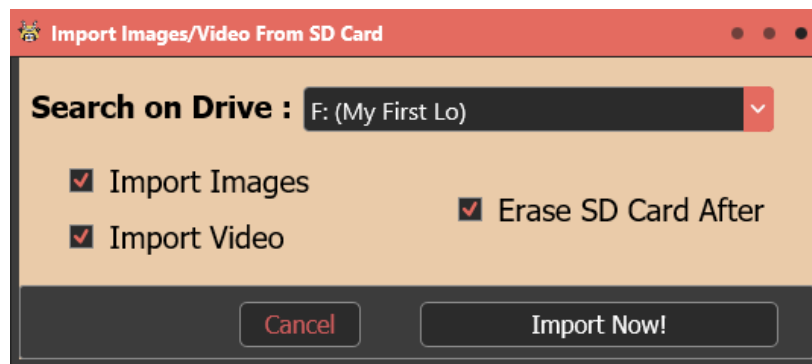 Import Images/Video From SD Card
Search on Drive : F: (My First Lo)
Import Images
Erase SD Card After
Import Video
Cancel Import Now!